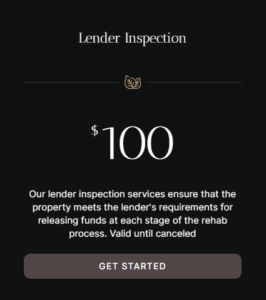 Lender Inspection
$100
Our lender inspection services ensure that the
property meets the lender's requirements for
releasing funds at each stage of the rehab
process. Valid until canceled
GET STARTED